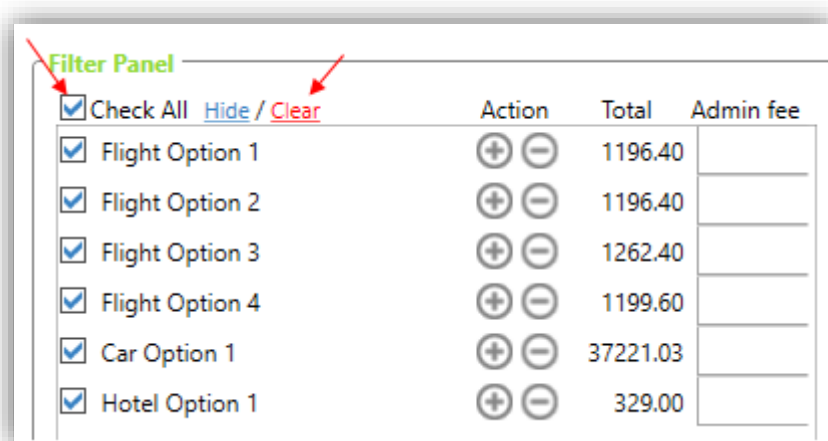 Filter Panel
Check All Hide / Clear Action Total Admin fee
Flight Option 1 1196.40
Flight Option 2 1196.40
Flight Option 3 1262.40
Flight Option 4 1199.60
Car Option 1 37221.03
Hotel Option 1 329.00